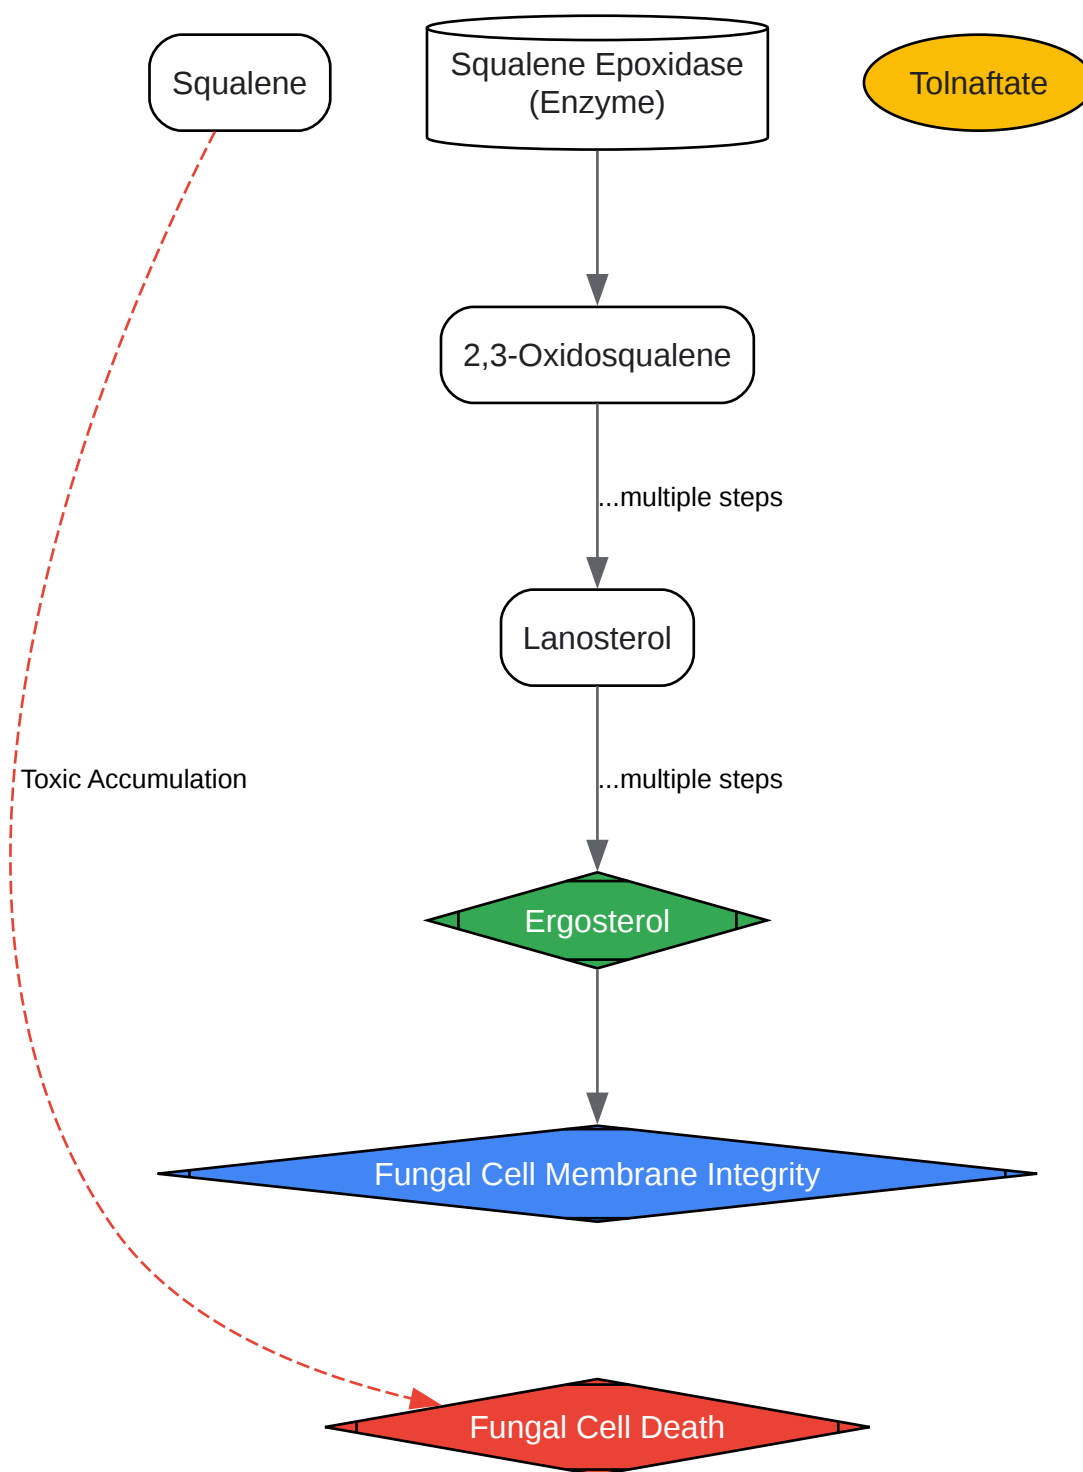 Squalene
Squalene Epoxidase
(Enzyme)
Tolnaftate
2,3-Oxidosqualene
...multiple steps
Lanosterol
Toxic Accumulation
...multiple steps
Ergosterol
Fungal Cell Membrane Integrity
Fungal Cell Death